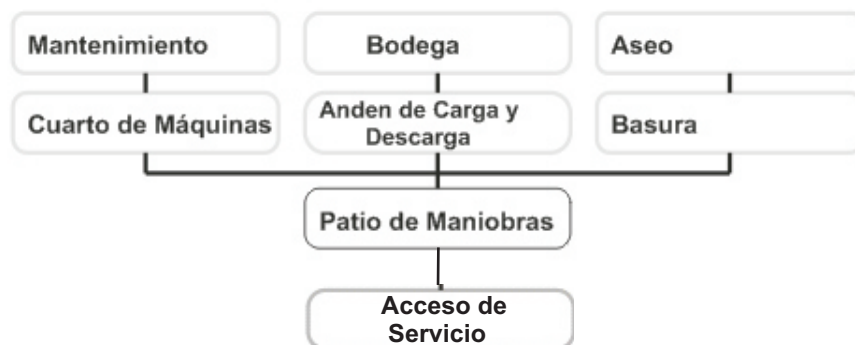 Mantenimiento
Bodega
Aseo
Cuarto de Máquinas
Anden de Carga y
Descarga
Basura
Patio de Maniobras
Acceso de
Servicio